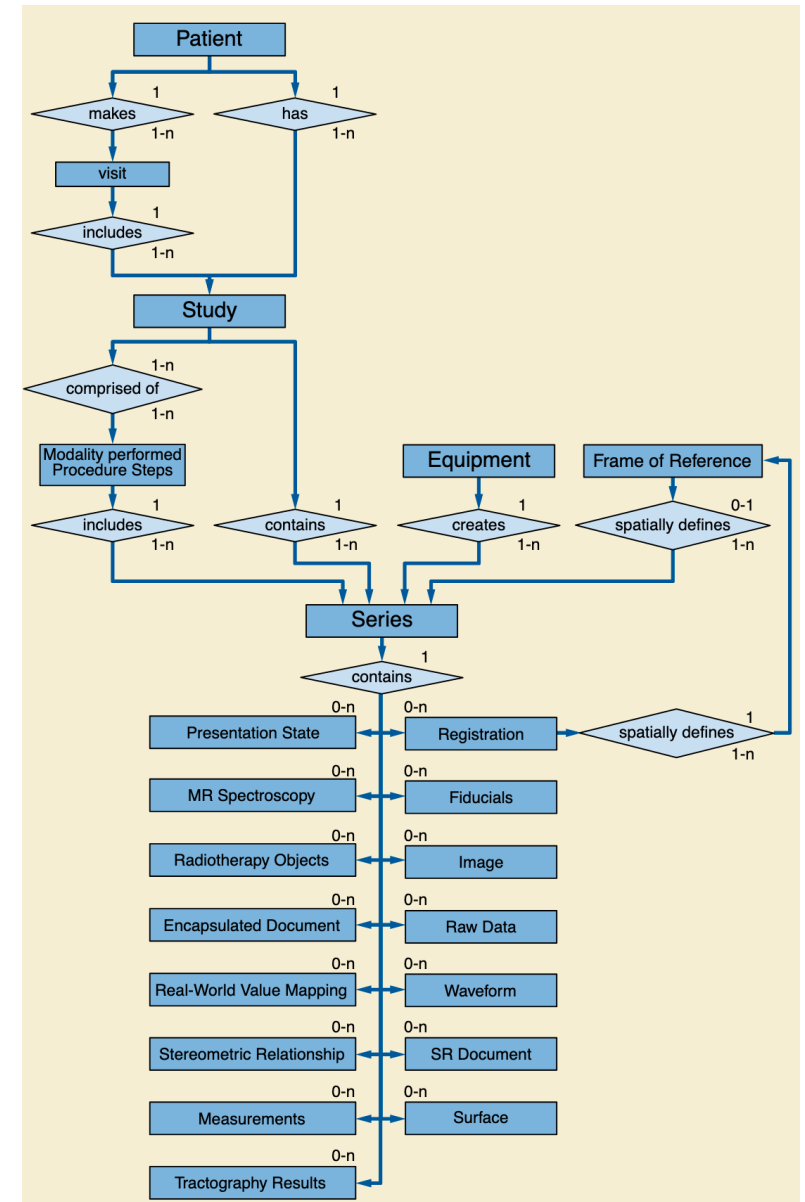 Patient
1
1
makes
has
1-n
1-n
visit
1
includes
1-n
Study
1-n
comprised of
1-n
Modality performed
Procedure Steps
Equipment
Frame of Reference
1
1
1
0-1
includes
contains
creates
spatially defines
1-n
1-n
1-n
1-n
Series
1
contains
0-n
0-n
1
Presentation State
Registration
spatially defines
1-n
0-n
0-n
MR Spectroscopy
Fiducials
0-n
0-n
Radiotherapy Objects
Image
0-n
0-n
Encapsulated Document
Raw Data
0-n
0-n
Real-World Value Mapping
Waveform
0-n
0-n
Stereometric Relationship
SR Document
0-n
0-n
Measurements
Surface
0-n
Tractography Results